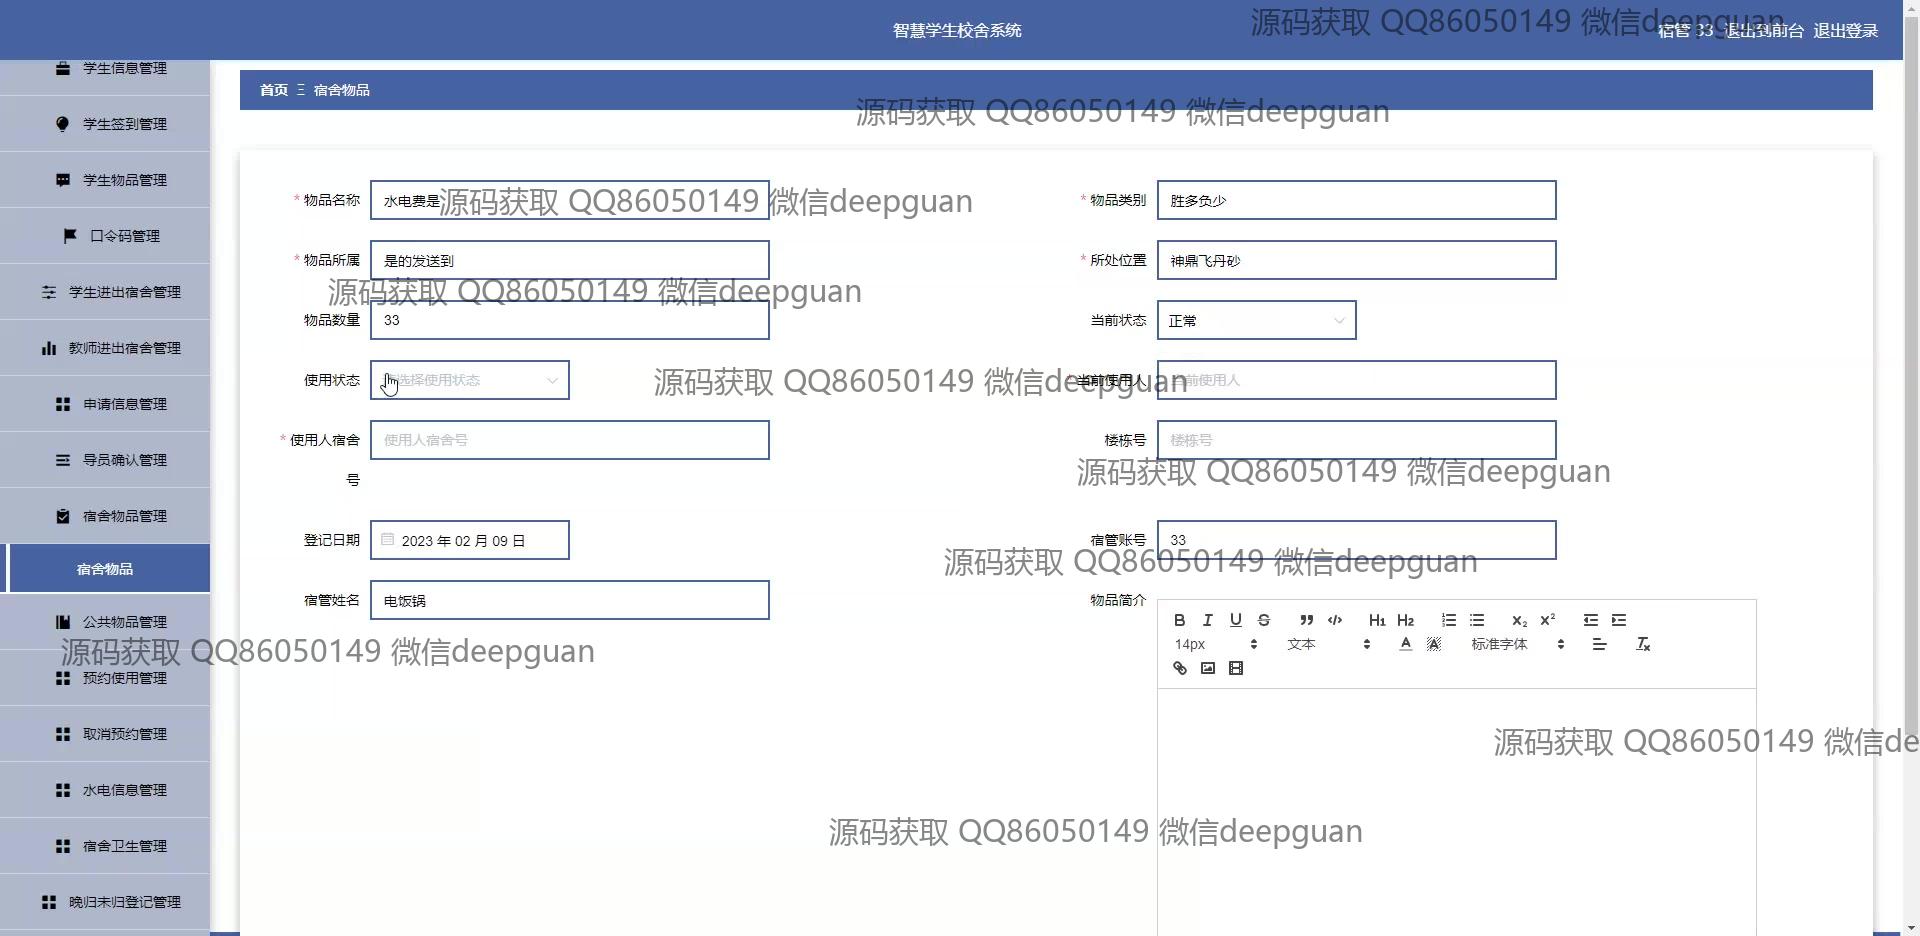 智慧学生校舍系统
源码获取 QQ86050149 微信deepguan
宿管 33 退出到前台 退出登录
学生信息管理
学生签到管理
学生物品管理
口令码管理
学生进出宿舍管理
教师进出宿舍管理
申请信息管理
导员确认管理
宿舍物品管理
宿舍物品
公共物品管理
预约使用管理
取消预约管理
水电信息管理
宿舍卫生管理
晚归未归登记管理
首页 Ξ 宿舍物品
源码获取 QQ86050149 微信deepguan
* 物品名称 水电费是
* 物品类别 胜多负少
源码获取 QQ86050149 微信deepguan
* 物品所属 是的发送到
* 所处位置 神鼎飞丹砂
源码获取 QQ86050149 微信deepguan
物品数量 33
当前状态 正常
使用状态 选择使用状态
* 当前使用人 当前使用人
源码获取 QQ86050149 微信deepguan
* 使用人宿舍号 使用人宿舍号
楼栋号 楼栋号
源码获取 QQ86050149 微信deepguan
登记日期 2023 年 02 月 09 日
宿管账号 33
源码获取 QQ86050149 微信deepguan
宿管姓名 电饭锅
物品简介
B I U S H1 H2 X2 X2
14px 文本 A A 标准字体
源码获取 QQ86050149 微信deepguan
源码获取 QQ86050149 微信de
源码获取 QQ86050149 微信deepguan